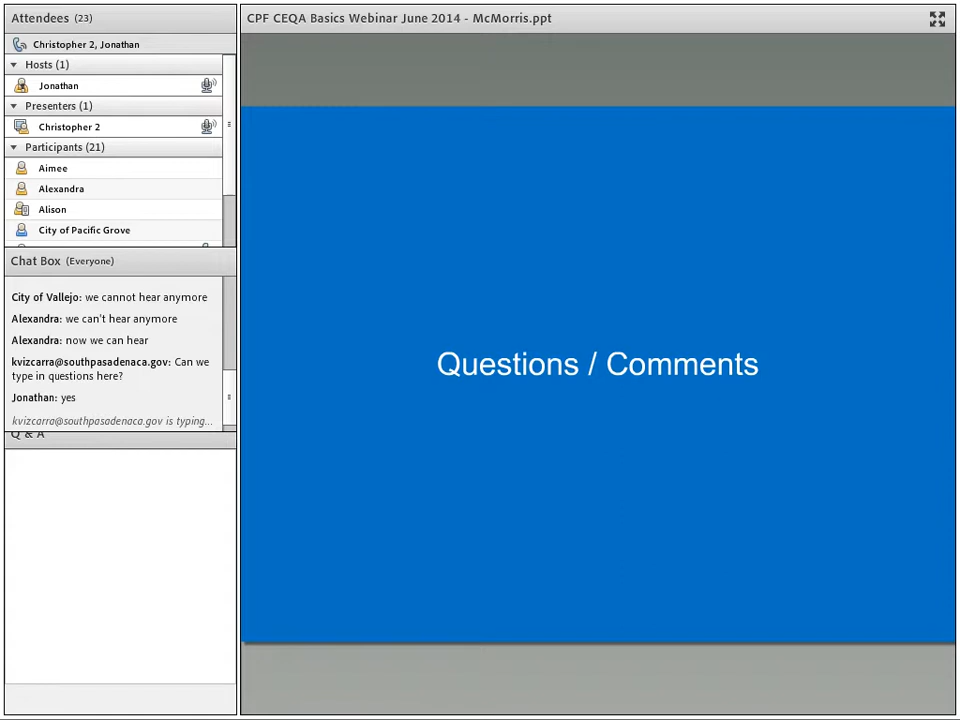 Attendees (23)
Christopher 2, Jonathan
Hosts (1)
Jonathan
Presenters (1)
Christopher 2
Participants (21)
Aimee
Alexandra
Alison
City of Pacific Grove
Chat Box (Everyone)
City of Vallejo: we cannot hear anymore
Alexandra: we can't hear anymore
Alexandra: now we can hear
kvizcarra@southpasadenaca.gov: Can we
type in questions here?
Jonathan: yes
kvizcarra@southpasadenaca.gov is typing...
Q & A
CPF CEQA Basics Webinar June 2014 - McMorris.ppt
Questions / Comments